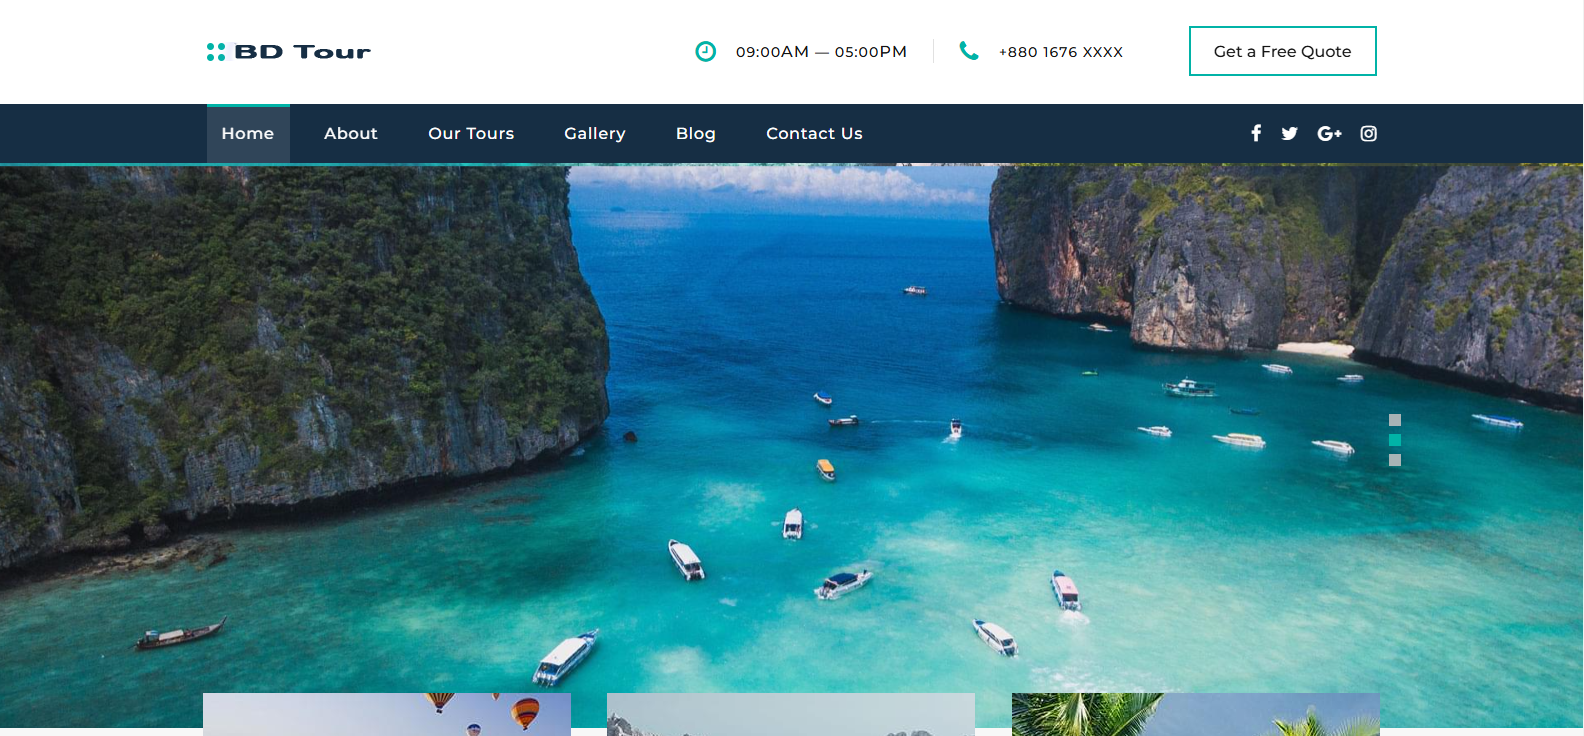 BD Tour
09:00AM — 05:00PM
+880 1676 XXXX
Get a Free Quote
Home
About
Our Tours
Gallery
Blog
Contact Us